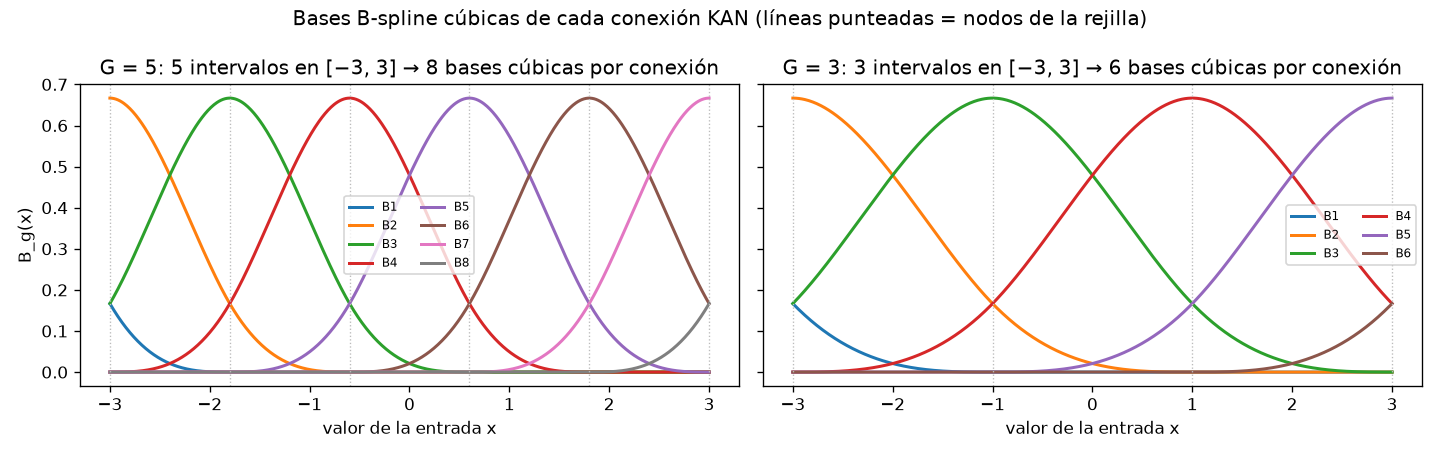 Bases B-spline cúbicas de cada conexión KAN (líneas punteadas = nodos de la rejilla)
G = 5: 5 intervalos en [−3, 3] → 8 bases cúbicas por conexión
0.7
0.6
0.5
0.4
0.3
0.2
0.1
0.0
B_g(x)
B1 B5
B2 B6
B3 B7
B4 B8
−3 −2 −1 0 1 2 3
valor de la entrada x
G = 3: 3 intervalos en [−3, 3] → 6 bases cúbicas por conexión
B1 B4
B2 B5
B3 B6
−3 −2 −1 0 1 2 3
valor de la entrada x